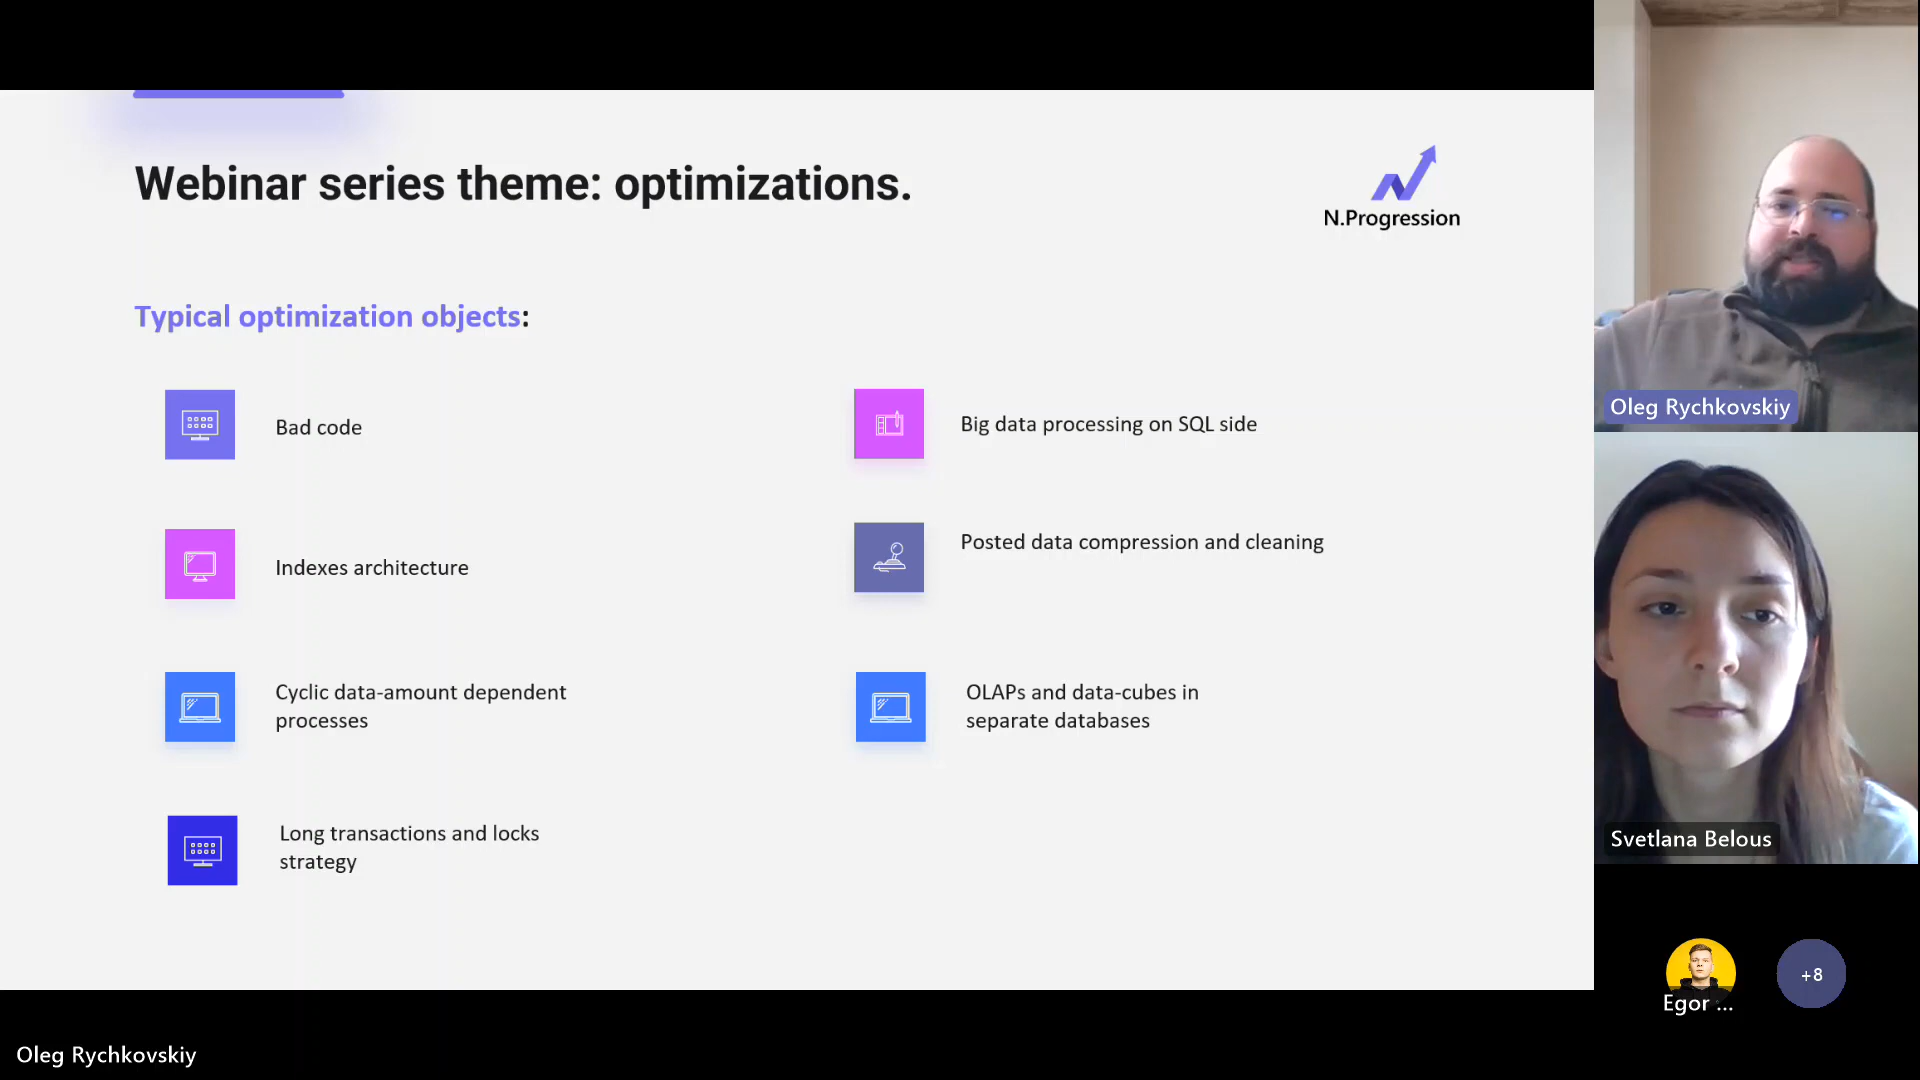 Webinar series theme: optimizations.
N.Progression
Typical optimization objects:
Bad code
Indexes architecture
Cyclic data-amount dependent
processes
Long transactions and locks
strategy
Big data processing on SQL side
Posted data compression and cleaning
OLAPs and data-cubes in
separate databases
Oleg Rychkovskiy
Svetlana Belous
Egor ...
+8
Oleg Rychkovskiy